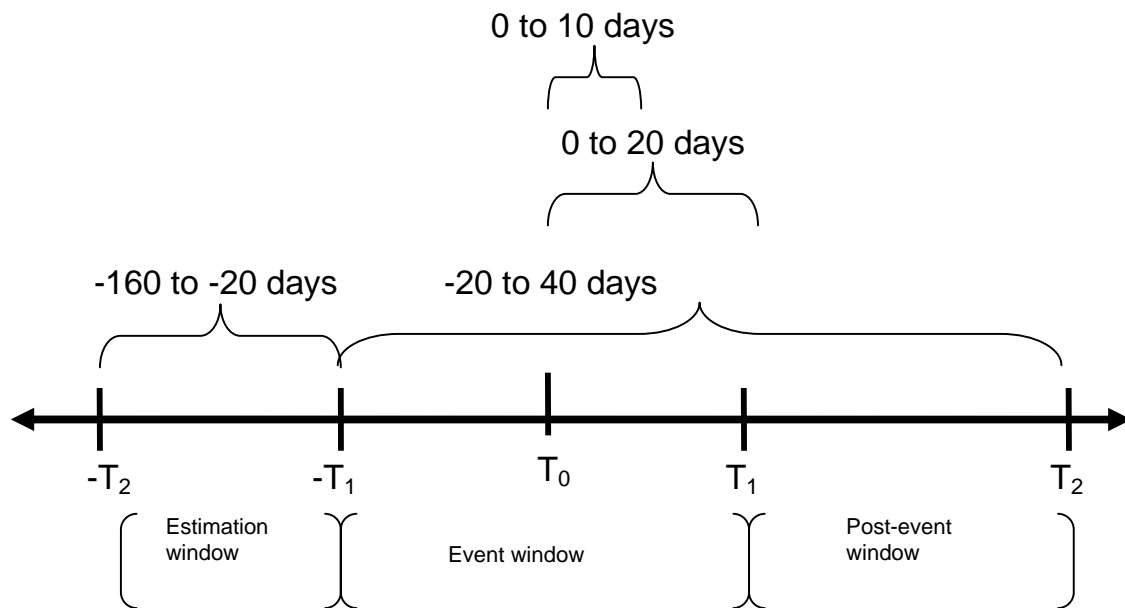 0 to 10 days
0 to 20 days
-160 to -20 days
-20 to 40 days
-T₂
-T₁
T₀
T₁
T₂
Estimation
window
Event window
Post-event
window